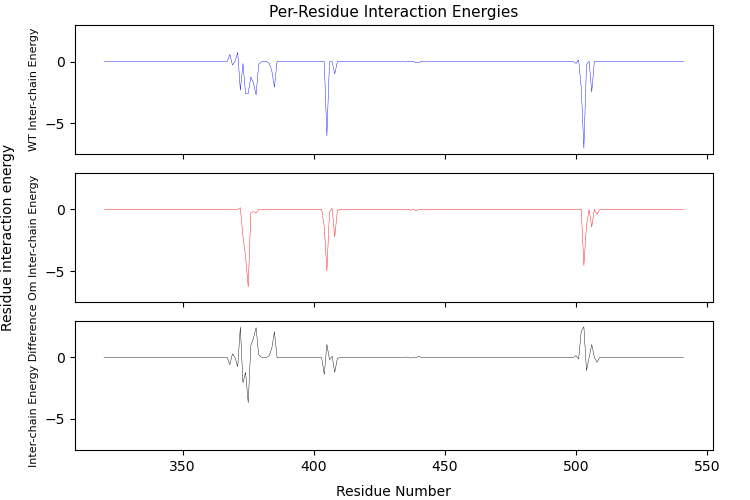 Per-Residue Interaction Energies
Residue interaction energy
WT Inter-chain Energy
0
−5
Om Inter-chain Energy
0
−5
Inter-chain Energy Difference
0
−5
350
400
450
500
550
Residue Number